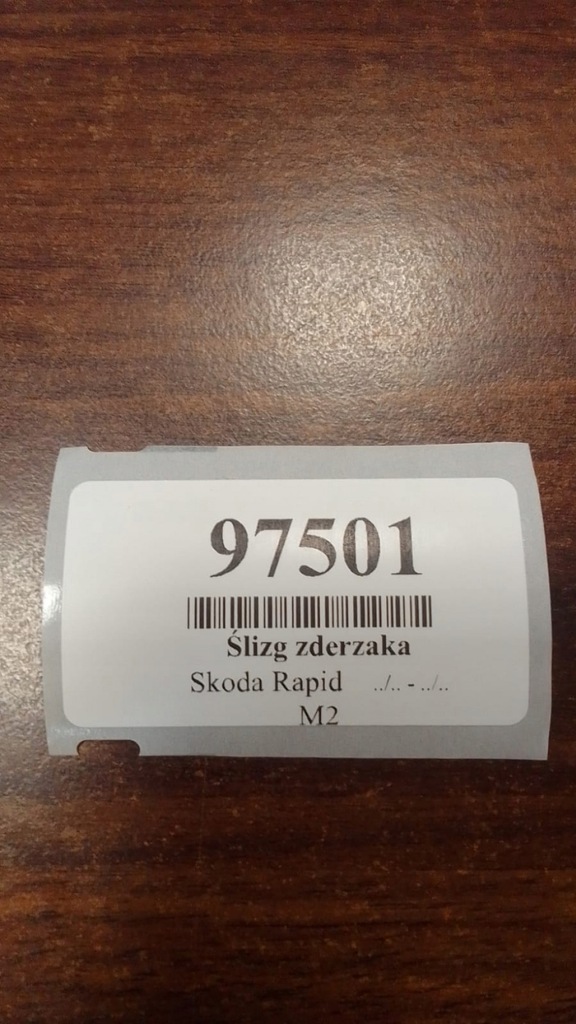 97501
Ślizg zderzaka
Skoda Rapid ../.. - ../..
M2